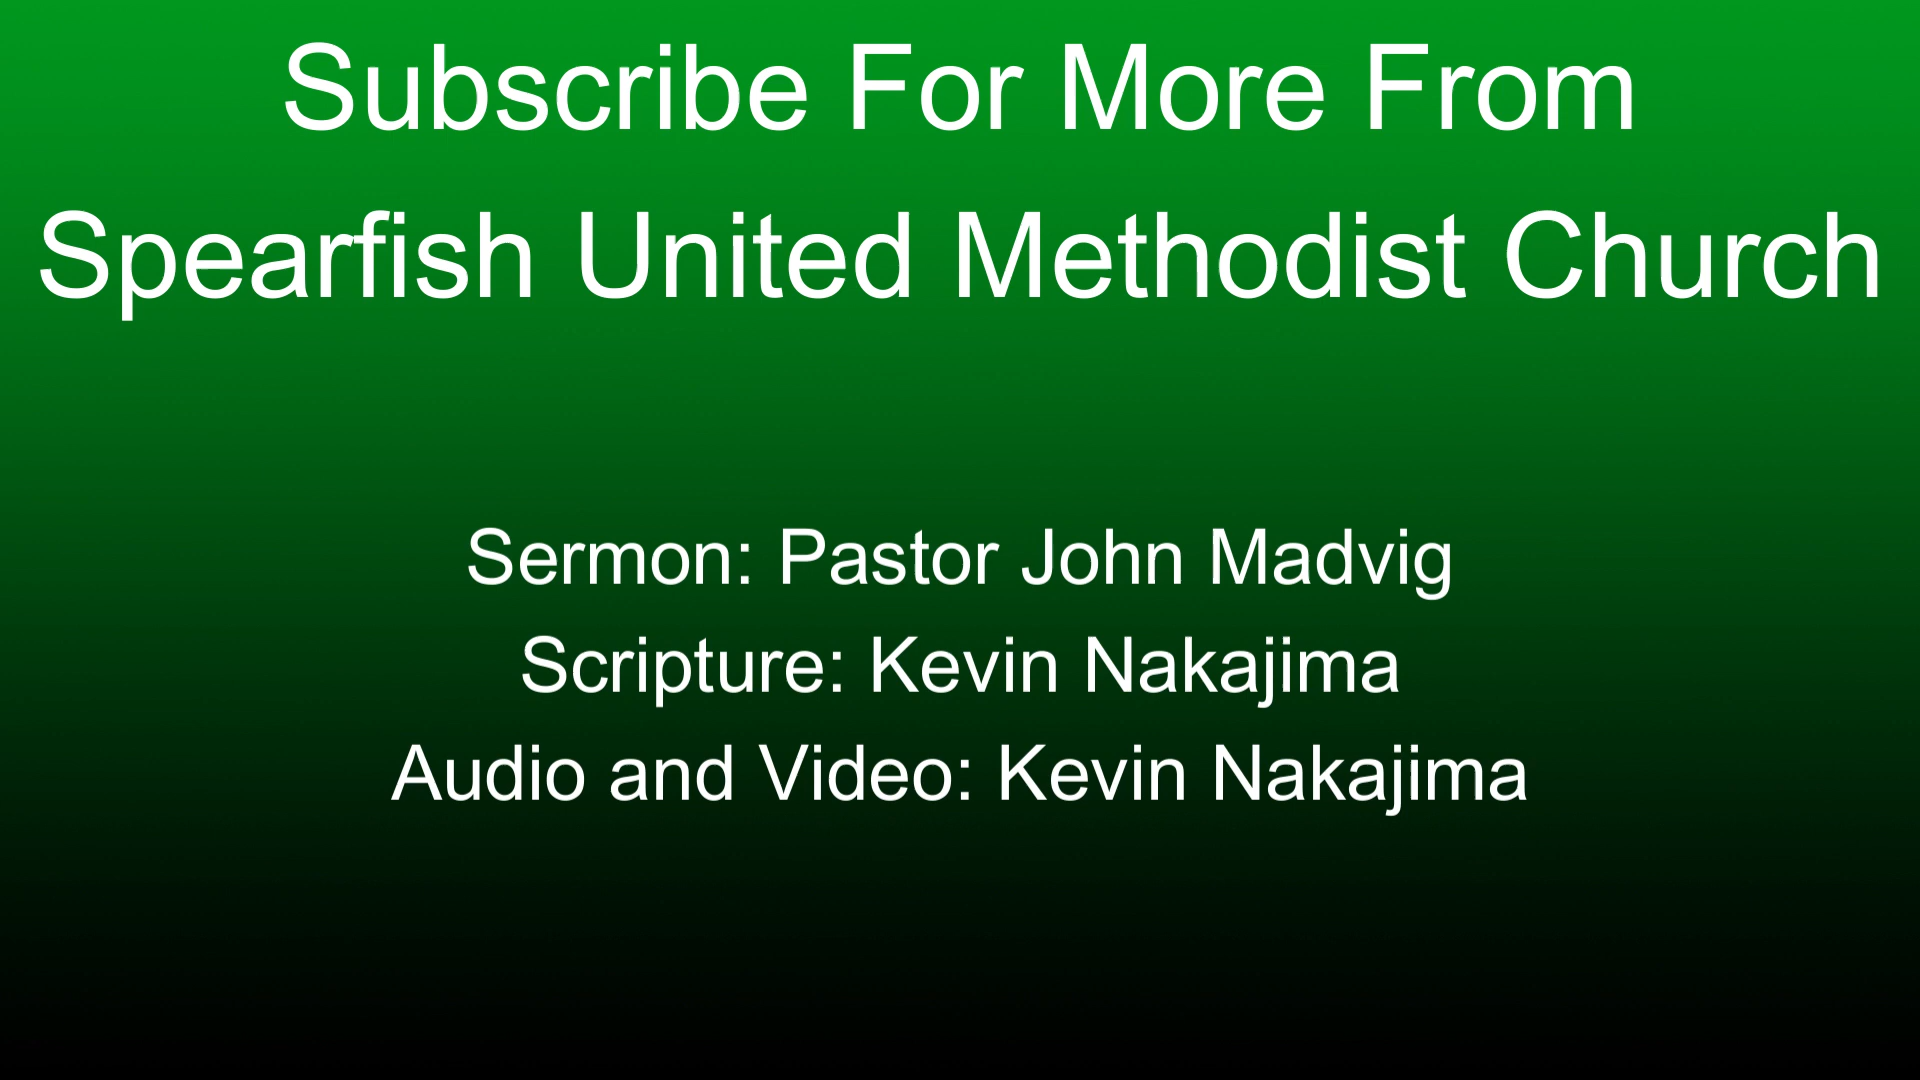 Subscribe For More From
Spearfish United Methodist Church
Sermon: Pastor John Madvig
Scripture: Kevin Nakajima
Audio and Video: Kevin Nakajima